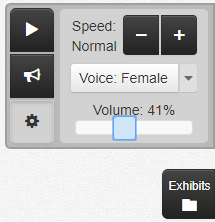 Speed:
Normal
Voice: Female
Volume: 41%
Exhibits